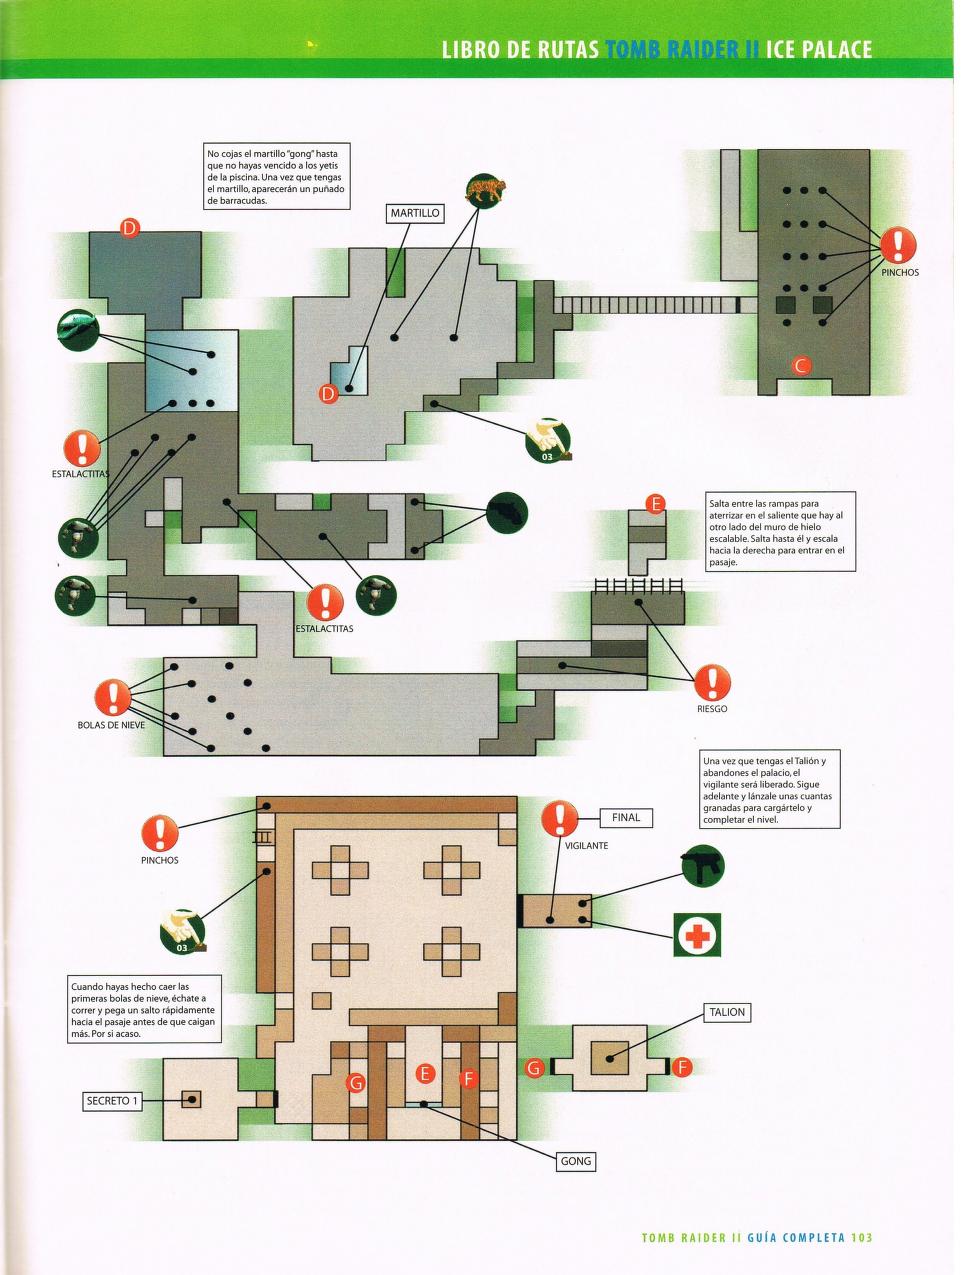 LIBRO DE RUTAS TOMB RAIDER II ICE PALACE
No cojas el martillo "gong" hasta
que no hayas vencido a los yetis
de la piscina. Una vez que tengas
el martillo, aparecerán un puñado
de barracudas.
MARTILLO
D
PINCHOS
C
D
03
ESTALACTITAS
E
Salta entre las rampas para
aterrizar en el saliente que hay al
otro lado del muro de hielo
escalable. Salta hasta él y escala
hacia la derecha para entrar en el
pasaje.
ESTALACTITAS
RIESGO
BOLAS DE NIEVE
Una vez que tengas el Talión y
abandones el palacio, el
vigilante será liberado. Sigue
adelante y lánzale unas cuantas
granadas para cargártelo y
completar el nivel.
FINAL
VIGILANTE
PINCHOS
03
Cuando hayas hecho caer las
primeras bolas de nieve, échate a
correr y pega un salto rápidamente
hacia el pasaje antes de que caigan
más. Por si acaso.
TALION
G
E
F
G
F
SECRETO 1
GONG
TOMB RAIDER II GUÍA COMPLETA 103